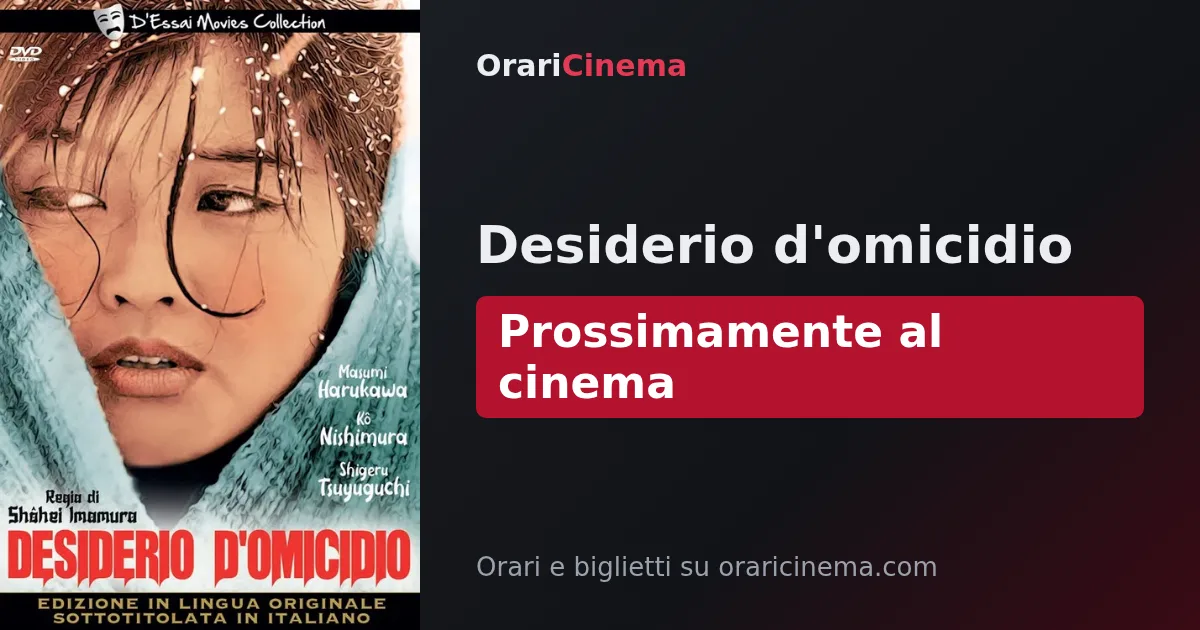 D'Essai Movies Collection
DVD
VIDEO
Masumi
Harukawa
Kô
Nishimura
Shigeru
Tsuyuguchi
Regia di
Shôhei Imamura
DESIDERIO D'OMICIDIO
EDIZIONE IN LINGUA ORIGINALE
SOTTOTITOLATA IN ITALIANO
OrariCinema
Desiderio d'omicidio
Prossimamente al
cinema
Orari e biglietti su oraricinema.com